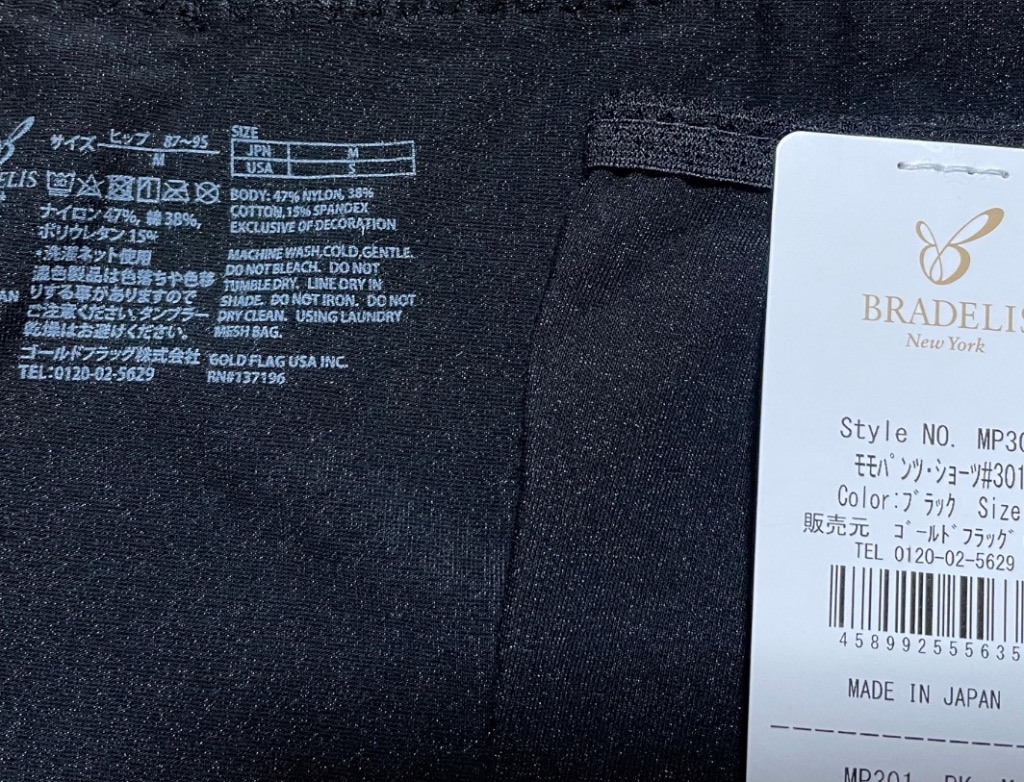 サイズ ヒップ 87~95
M
ナイロン 47%, 綿 38%,
ポリウレタン 15%
*洗濯ネット使用
濃色製品は色落ちや色移
りする事がありますので
ご注意ください。タンブラー
乾燥はお避けください。
ゴールドフラッグ株式会社
TEL:0120-02-5629
SIZE
JPN M
USA S
BODY: 47% NYLON, 38%
COTTON, 15% SPANDEX
EXCLUSIVE OF DECORATION
MACHINE WASH,COLD,GENTLE.
DO NOT BLEACH. DO NOT
TUMBLE DRY. LINE DRY IN
SHADE. DO NOT IRON. DO NOT
DRY CLEAN. USING LAUNDRY
MESH BAG.
GOLD FLAG USA INC.
RN#137196
BRADELIS
New York
Style NO. MP30
モモパンツ・ショーツ#301
Color:ブラック Size
販売元 ゴールドフラッグ
TEL 0120-02-5629
458992555635
MADE IN JAPAN
MP301 BK